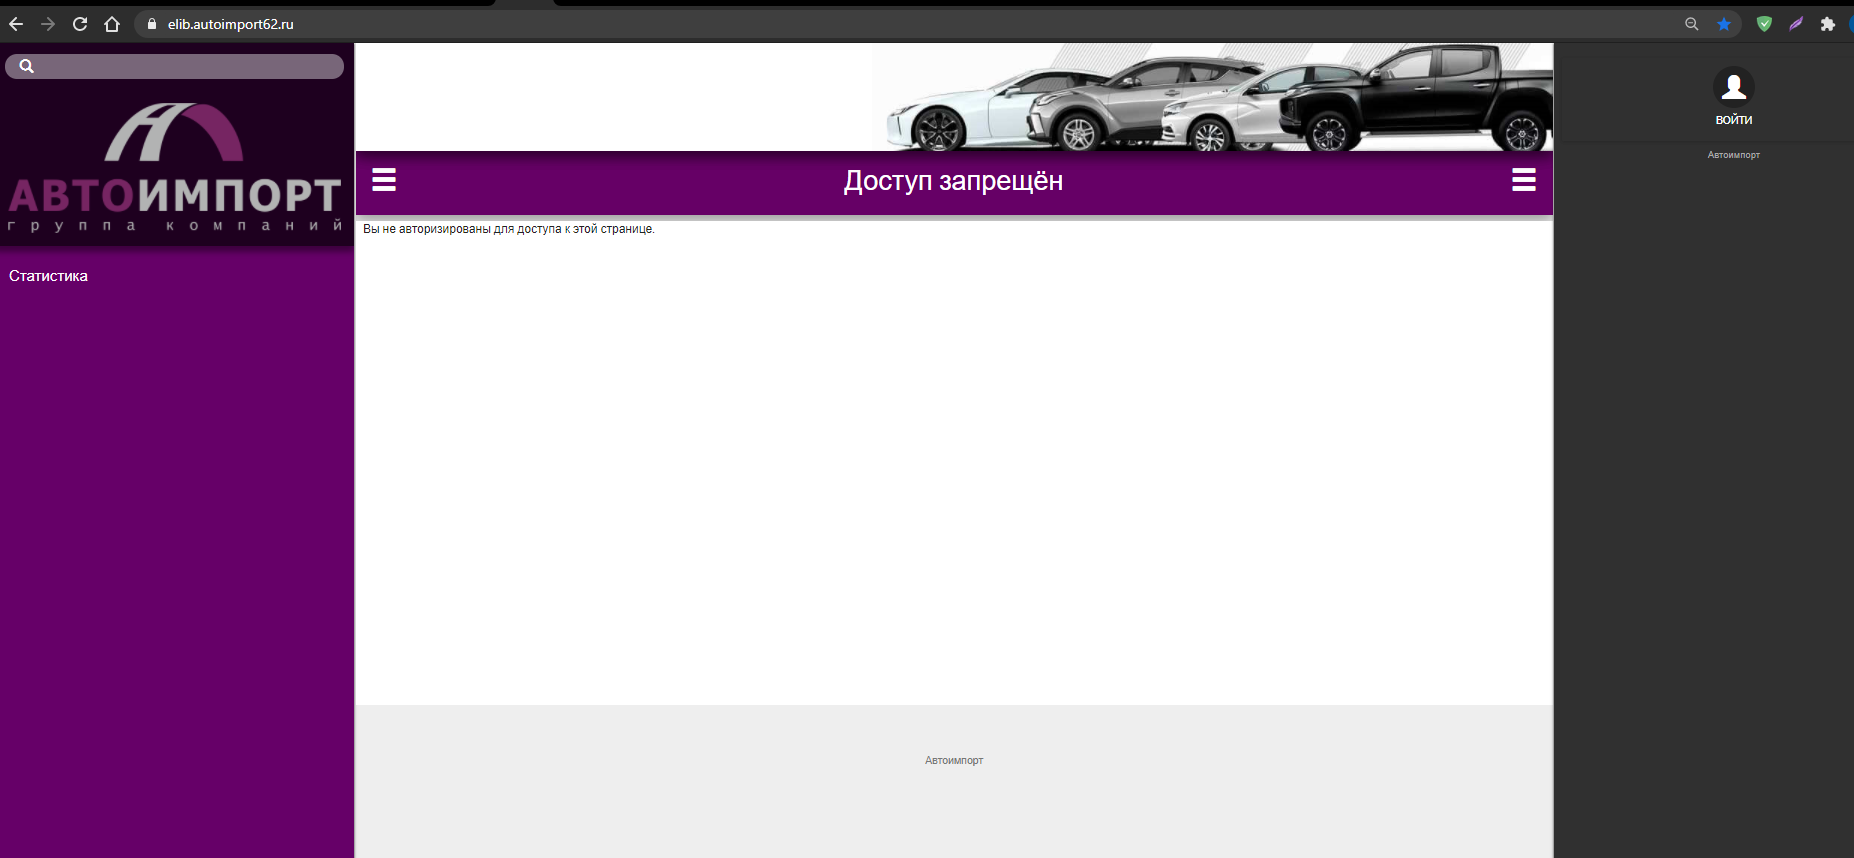 elib.autoimport62.ru
АВТОИМПОРТ
группа компаний
Статистика
Доступ запрещён
Вы не авторизированы для доступа к этой странице.
Автоимпорт
ВОЙТИ
Автоимпорт